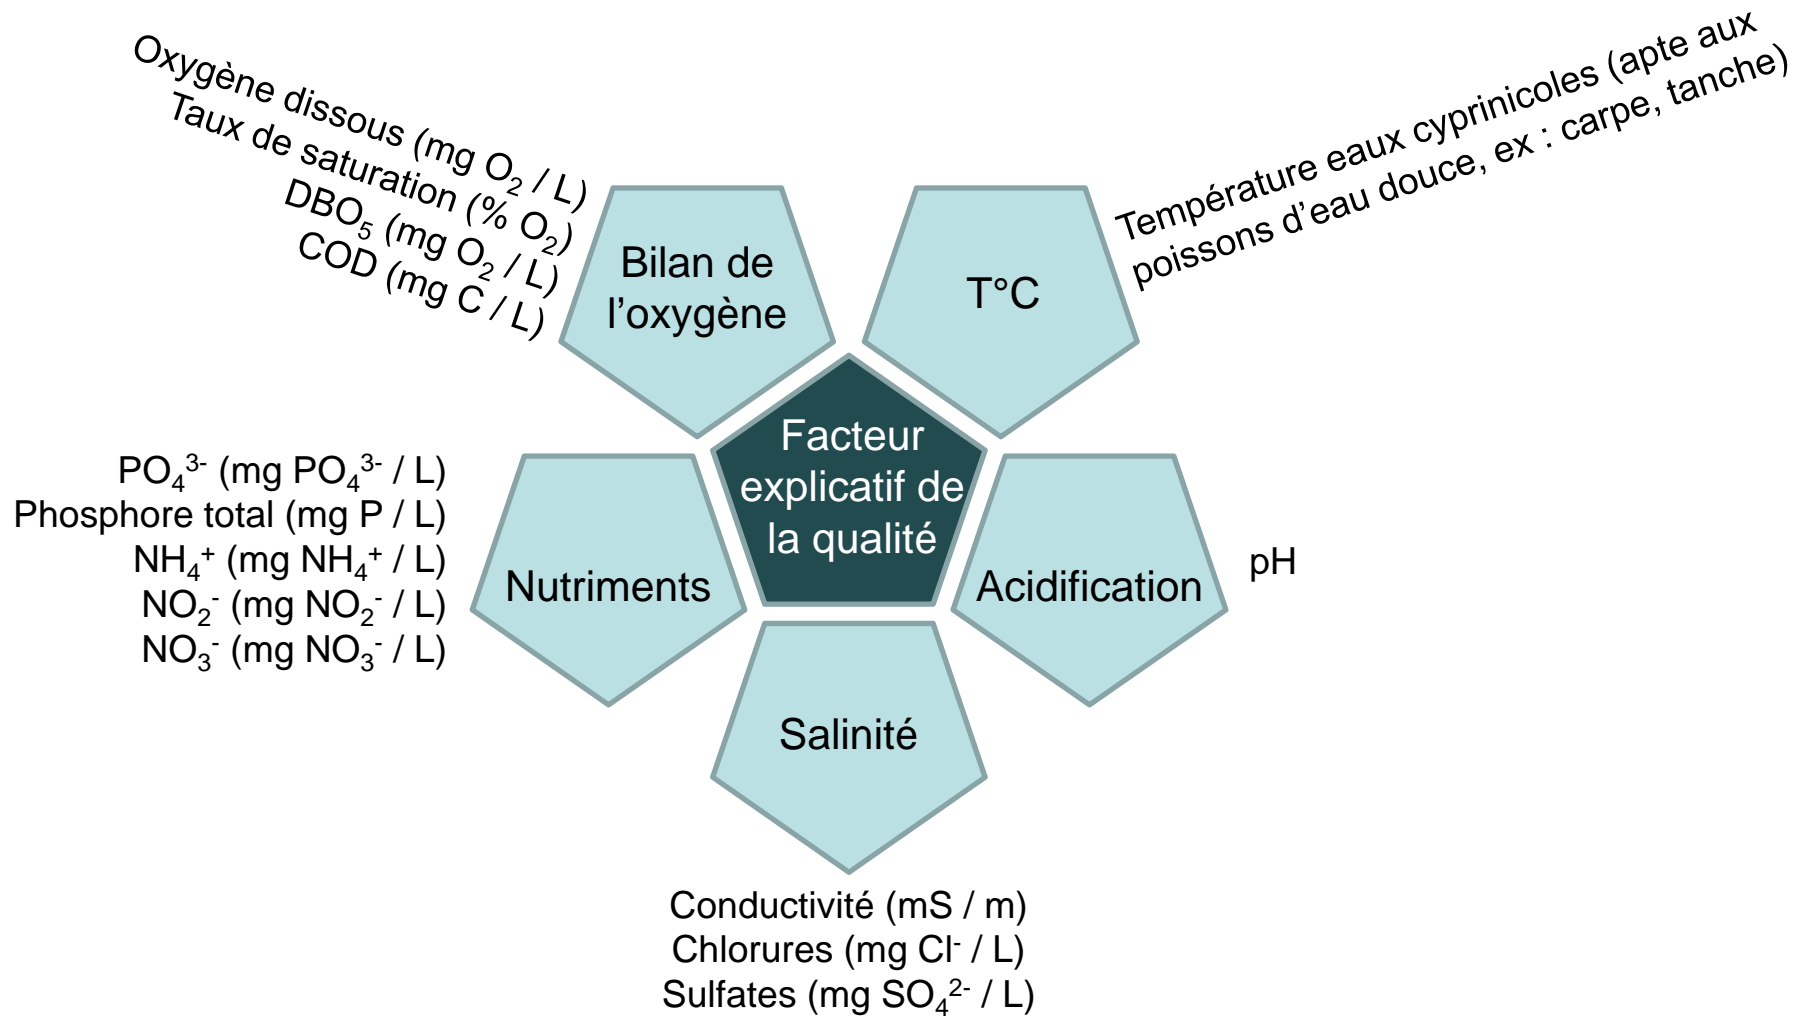 Oxygène dissous (mg O₂ / L)
Taux de saturation (% O₂)
DBO₅ (mg O₂ / L)
COD (mg C / L)
Bilan de
l’oxygène
T°C
Température eaux cyprinicoles (apte aux
poissons d’eau douce, ex : carpe, tanche)
Facteur
explicatif de
la qualité
PO₄³⁻ (mg PO₄³⁻ / L)
Phosphore total (mg P / L)
NH₄⁺ (mg NH₄⁺ / L)
NO₂⁻ (mg NO₂⁻ / L)
NO₃⁻ (mg NO₃⁻ / L)
Nutriments
Acidification
pH
Salinité
Conductivité (mS / m)
Chlorures (mg Cl⁻ / L)
Sulfates (mg SO₄²⁻ / L)